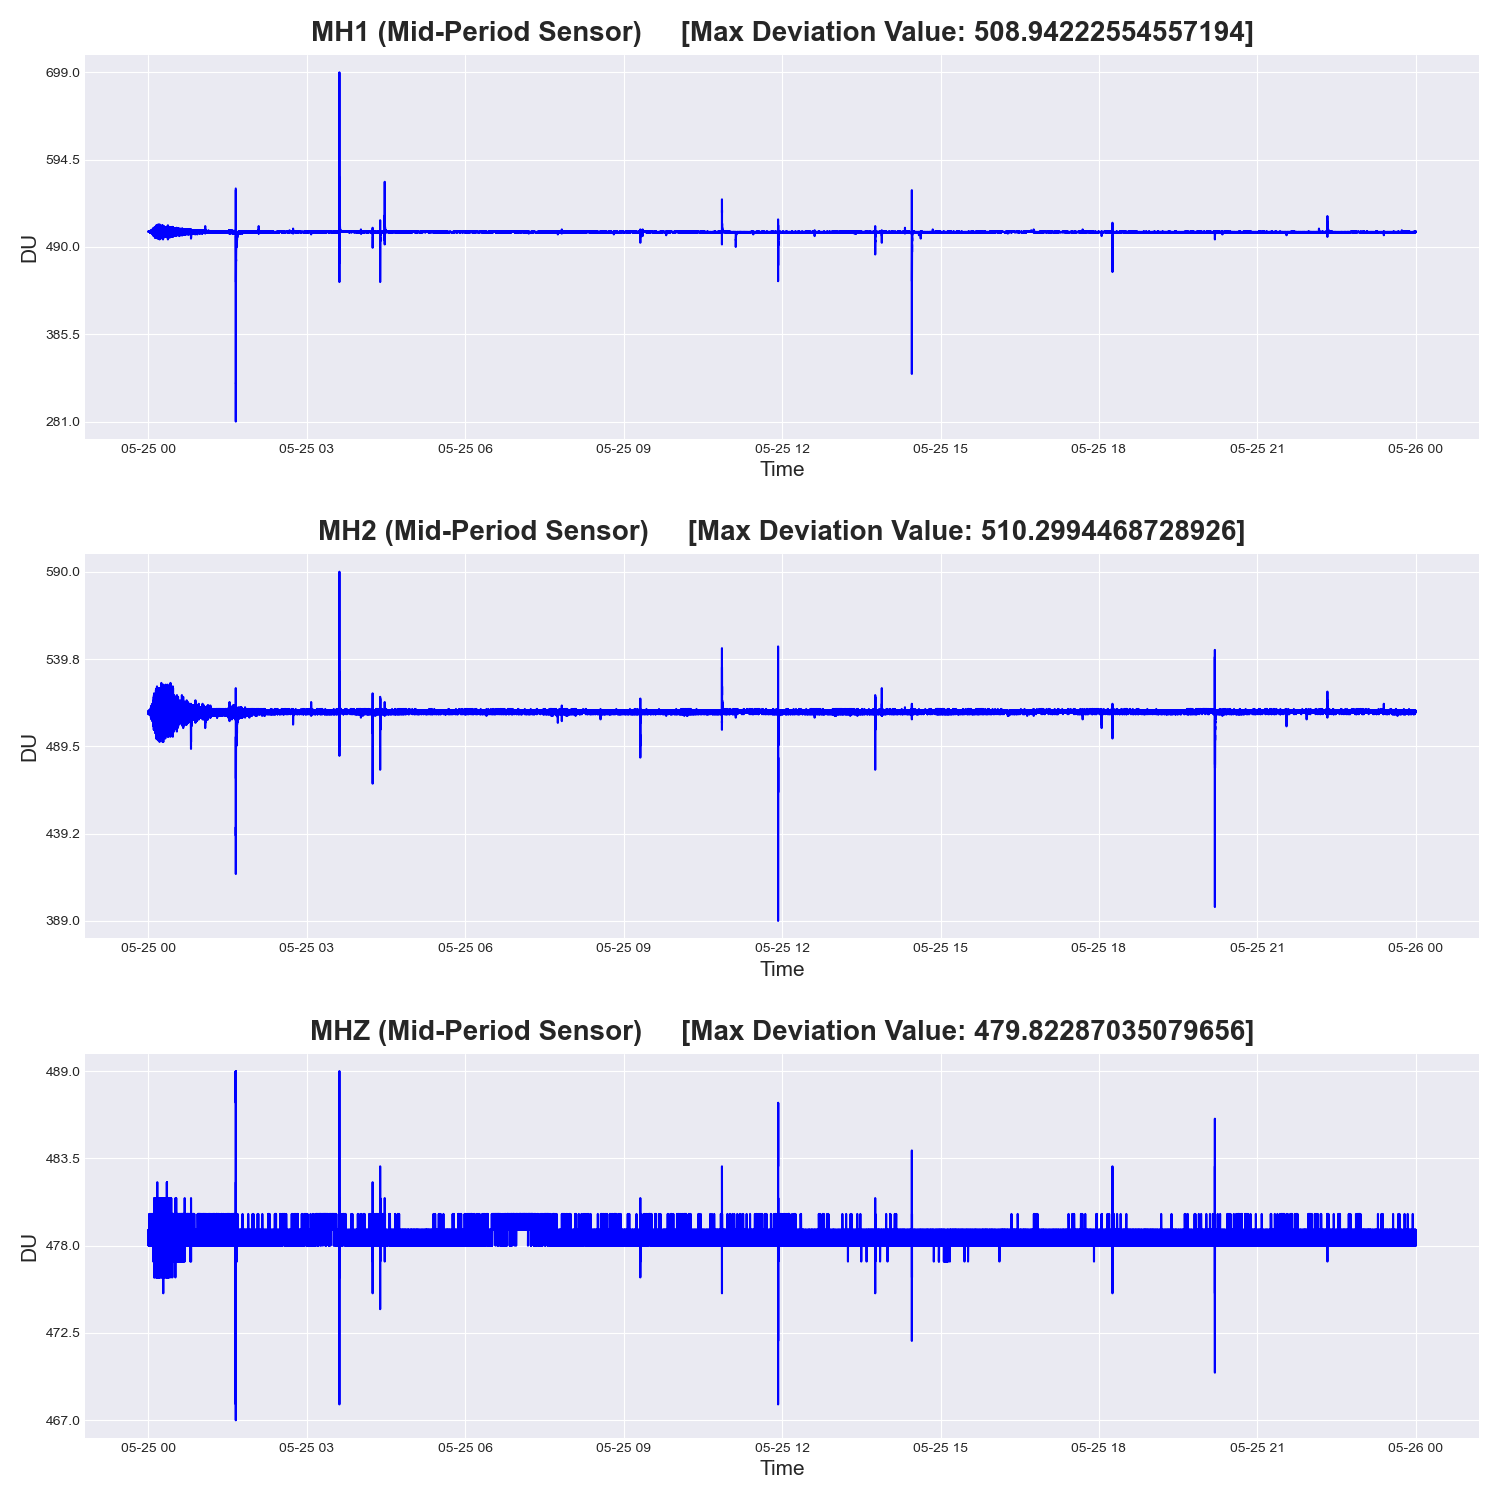 MH1 (Mid-Period Sensor) [Max Deviation Value: 508.94222554557194]
699.0
594.5
490.0
385.5
281.0
DU
05-25 00 05-25 03 05-25 06 05-25 09 05-25 12 05-25 15 05-25 18 05-25 21 05-26 00
Time
MH2 (Mid-Period Sensor) [Max Deviation Value: 510.2994468728926]
590.0
539.8
489.5
439.2
389.0
DU
05-25 00 05-25 03 05-25 06 05-25 09 05-25 12 05-25 15 05-25 18 05-25 21 05-26 00
Time
MHZ (Mid-Period Sensor) [Max Deviation Value: 479.82287035079656]
489.0
483.5
478.0
472.5
467.0
DU
05-25 00 05-25 03 05-25 06 05-25 09 05-25 12 05-25 15 05-25 18 05-25 21 05-26 00
Time